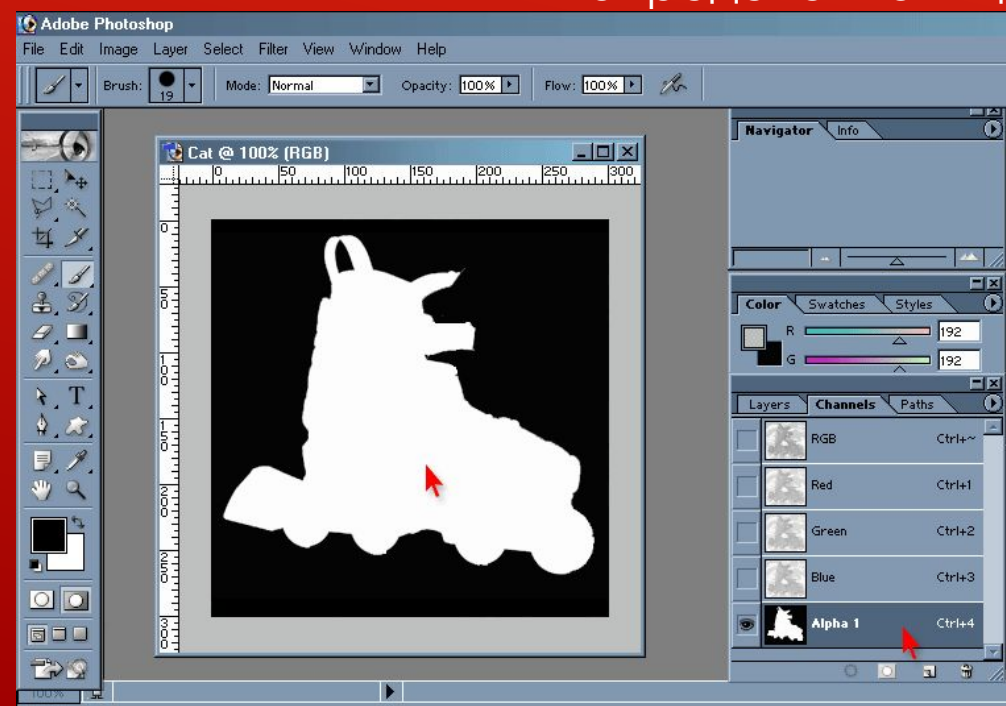 Adobe Photoshop
File Edit Image Layer Select Filter View Window Help
Brush: 19 Mode: Normal Opacity: 100% Flow: 100%
Navigator Info
Cat @ 100% (RGB)
0 50 100 150 200 250 300
0
50
100
150
200
250
300
Color Swatches Styles
R 192
G 192
Layers Channels Paths
RGB Ctrl+~
Red Ctrl+1
Green Ctrl+2
Blue Ctrl+3
Alpha 1 Ctrl+4
100%